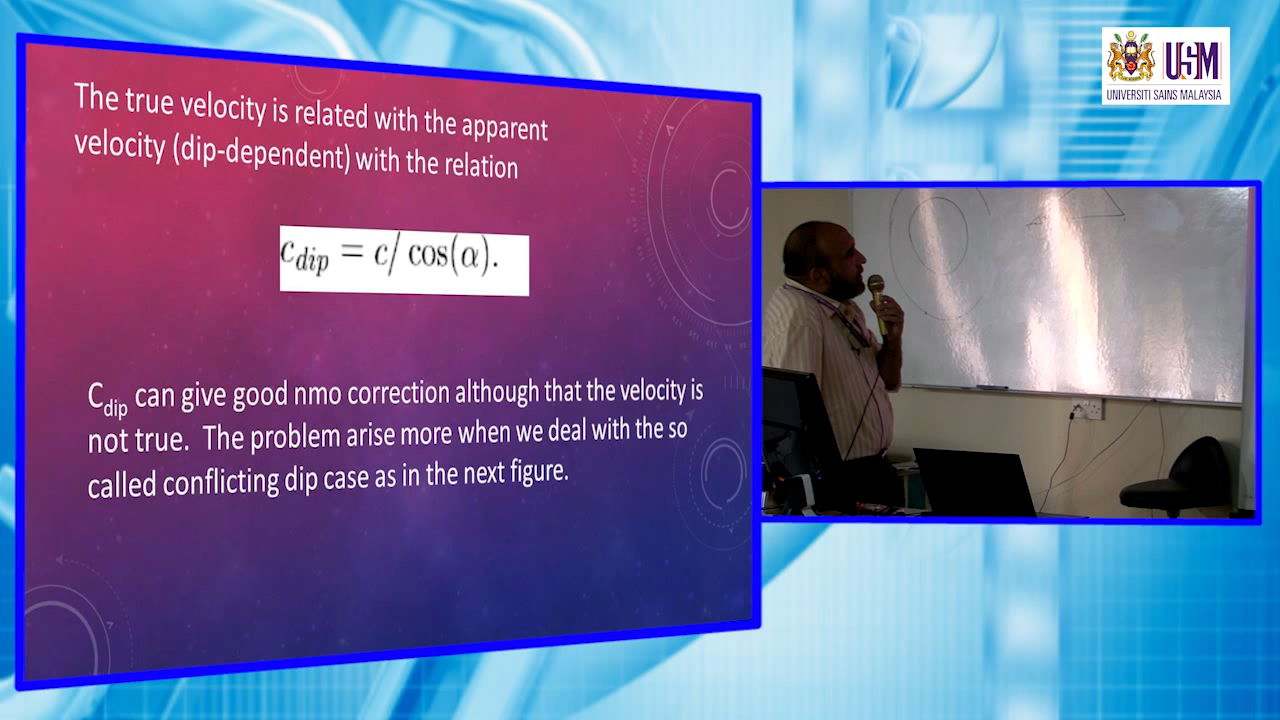 The true velocity is related with the apparent
velocity (dip-dependent) with the relation
c_dip = c/ cos(α).
C_dip can give good nmo correction although that the velocity is
not true. The problem arise more when we deal with the so
called conflicting dip case as in the next figure.
USM
UNIVERSITI SAINS MALAYSIA